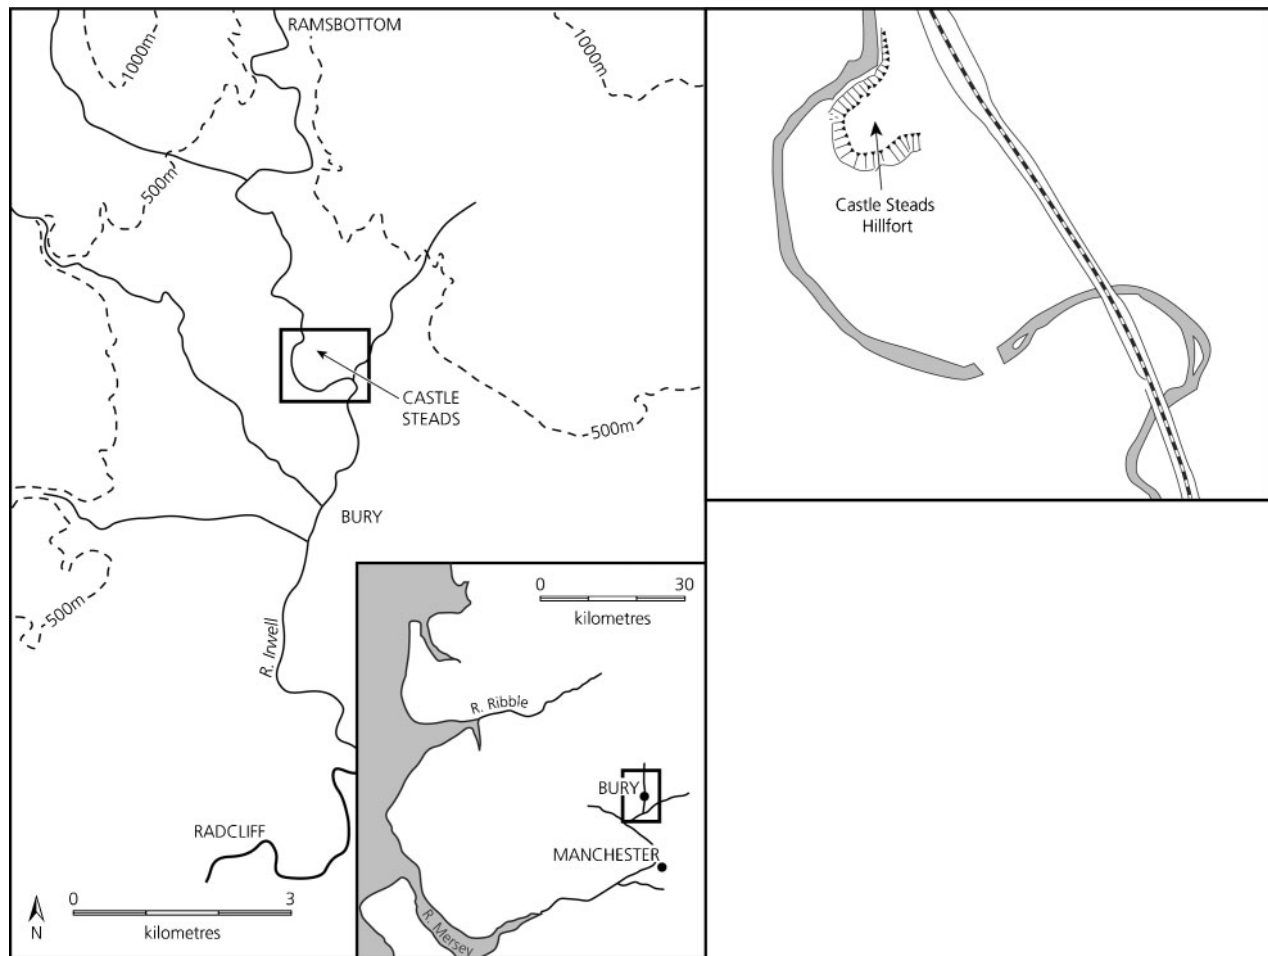 RAMSBOTTOM
1000m
1000m
500m
500m
CASTLE
STEADS
500m
BURY
500m
R. Irwell
RADCLIFF
0 3
kilometres
N
0 30
kilometres
R. Ribble
BURY
MANCHESTER
R. Mersey
Castle Steads
Hillfort